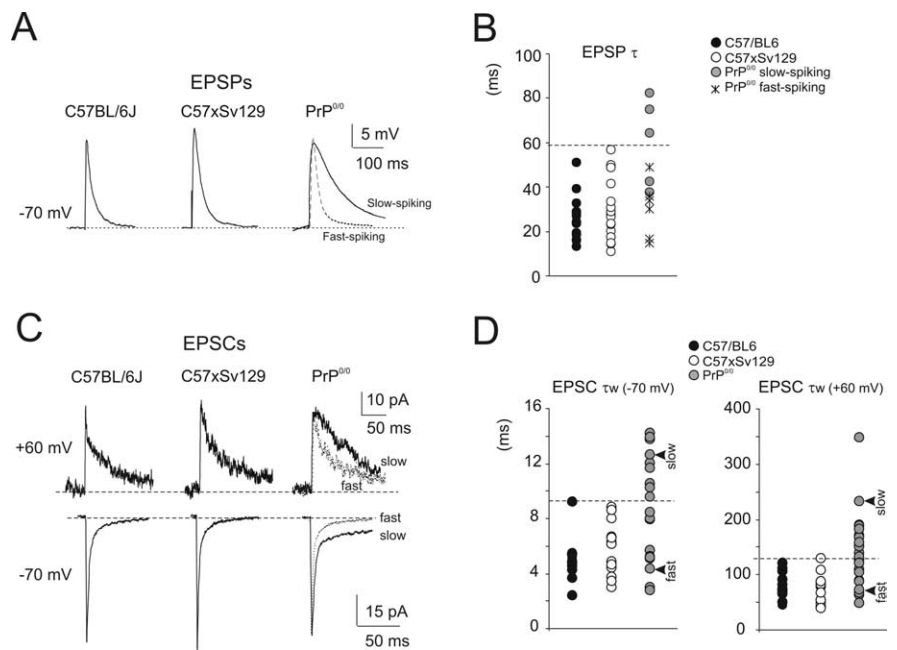 A
EPSPs
C57BL/6J C57xSv129 PrP0/0
5 mV
100 ms
-70 mV
Slow-spiking
Fast-spiking
B
EPSP τ
(ms)
100
80
60
40
20
0
C57/BL6
C57xSv129
PrP0/0 slow-spiking
PrP0/0 fast-spiking
C
EPSCs
C57BL/6J C57xSv129 PrP0/0
10 pA
50 ms
+60 mV
slow
fast
fast
slow
-70 mV
15 pA
50 ms
D
C57/BL6
C57xSv129
PrP0/0
EPSC τw (-70 mV)
(ms)
16
12
8
4
0
slow
fast
EPSC τw (+60 mV)
400
300
200
100
0
slow
fast